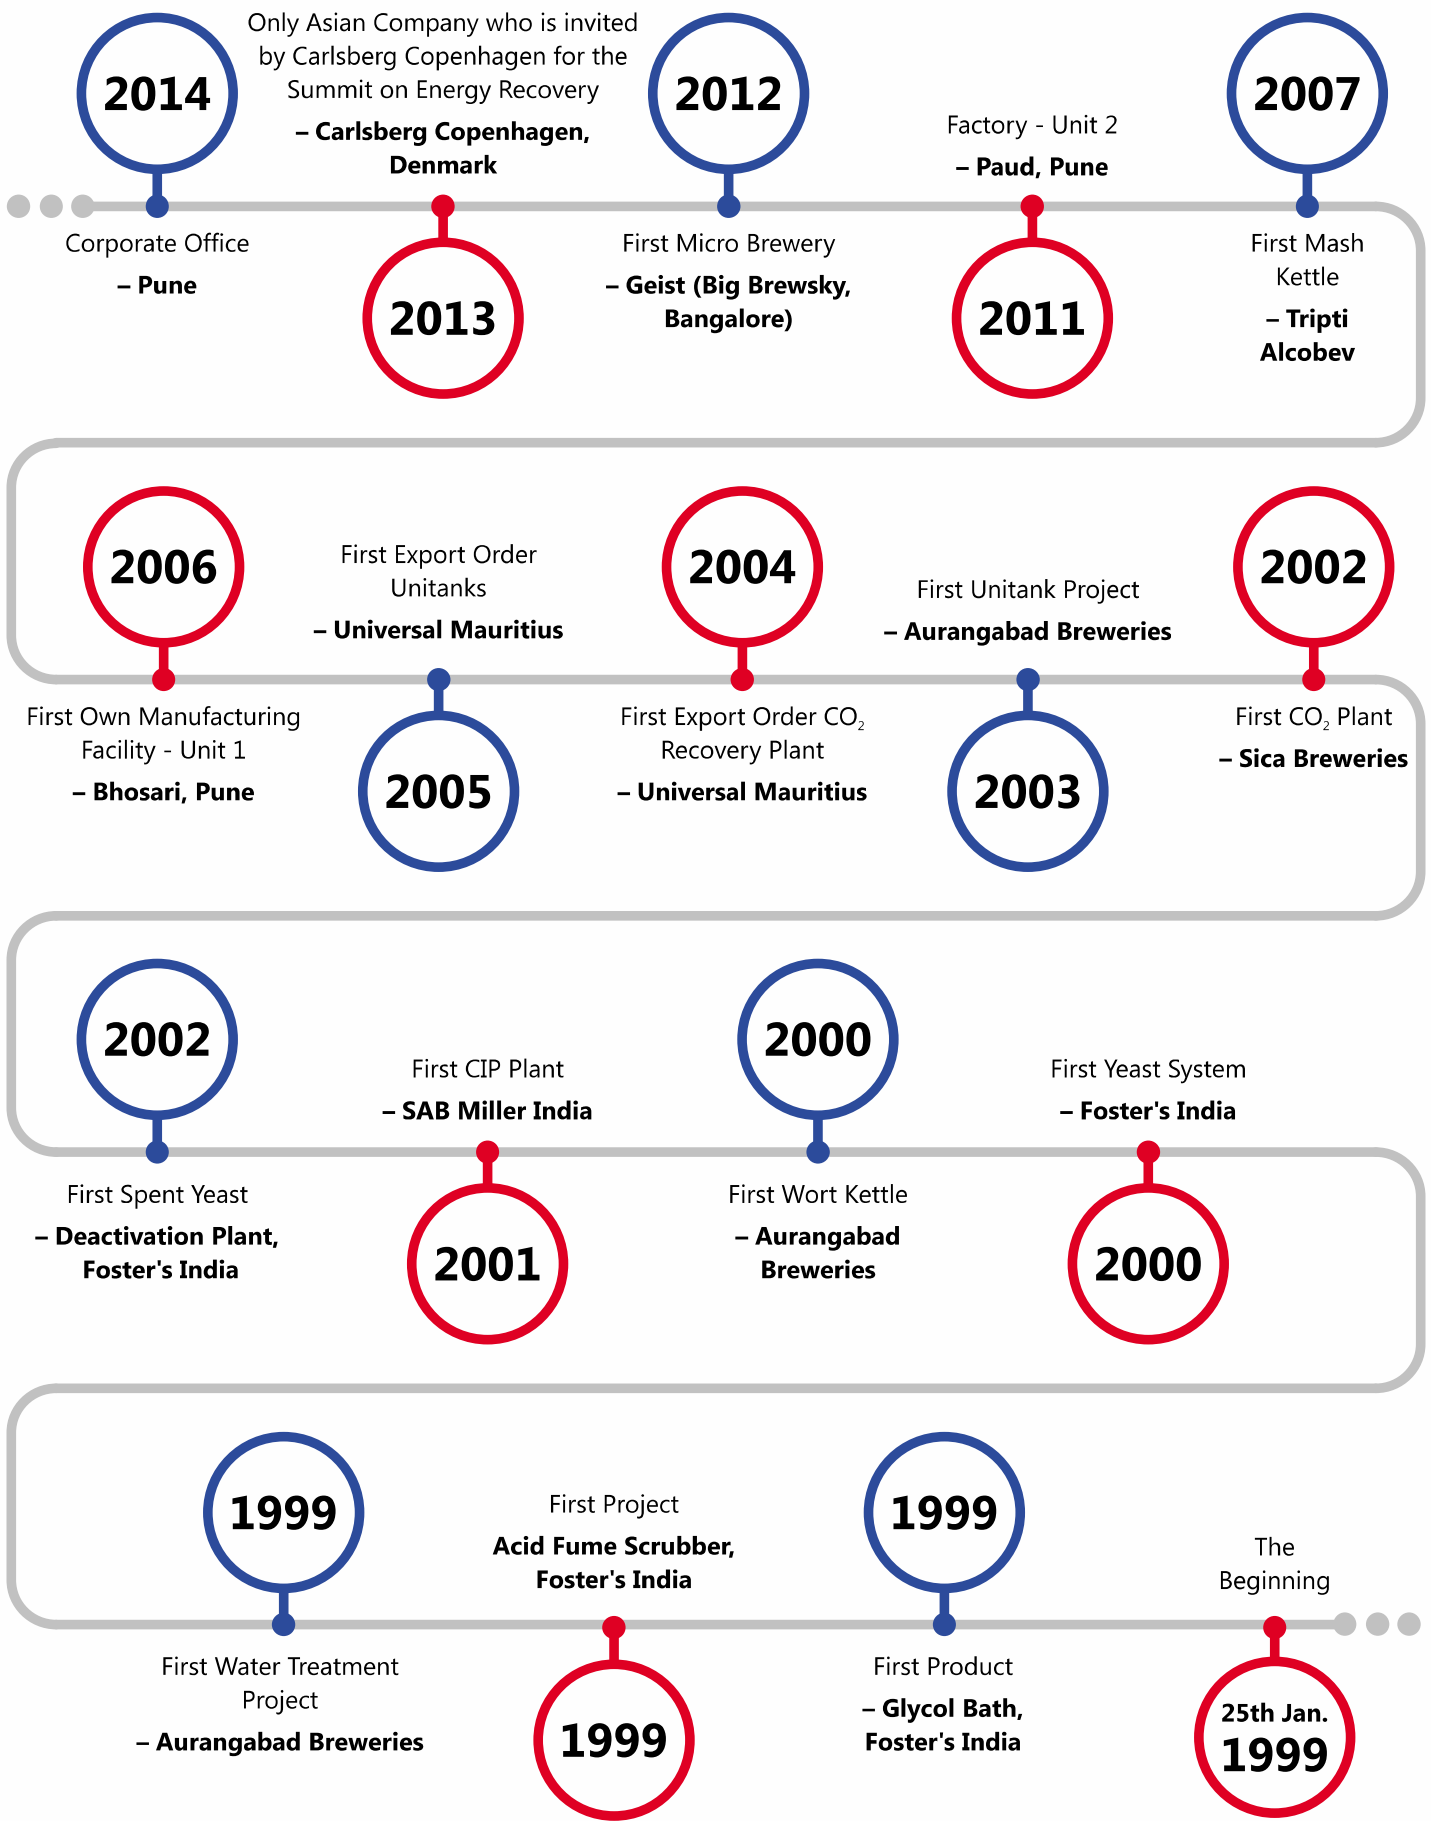 2014
Corporate Office
– Pune
Only Asian Company who is invited
by Carlsberg Copenhagen for the
Summit on Energy Recovery
– Carlsberg Copenhagen,
Denmark
2013
2012
First Micro Brewery
– Geist (Big Brewsky,
Bangalore)
Factory - Unit 2
– Paud, Pune
2011
2007
First Mash
Kettle
– Tripti
Alcobev
2006
First Own Manufacturing
Facility - Unit 1
– Bhosari, Pune
First Export Order
Unitanks
– Universal Mauritius
2005
2004
First Export Order CO₂
Recovery Plant
– Universal Mauritius
First Unitank Project
– Aurangabad Breweries
2003
2002
First CO₂ Plant
– Sica Breweries
2002
First Spent Yeast
– Deactivation Plant,
Foster's India
First CIP Plant
– SAB Miller India
2001
2000
First Wort Kettle
– Aurangabad
Breweries
First Yeast System
– Foster's India
2000
1999
First Water Treatment
Project
– Aurangabad Breweries
First Project
Acid Fume Scrubber,
Foster's India
1999
1999
First Product
– Glycol Bath,
Foster's India
The
Beginning
25th Jan.
1999